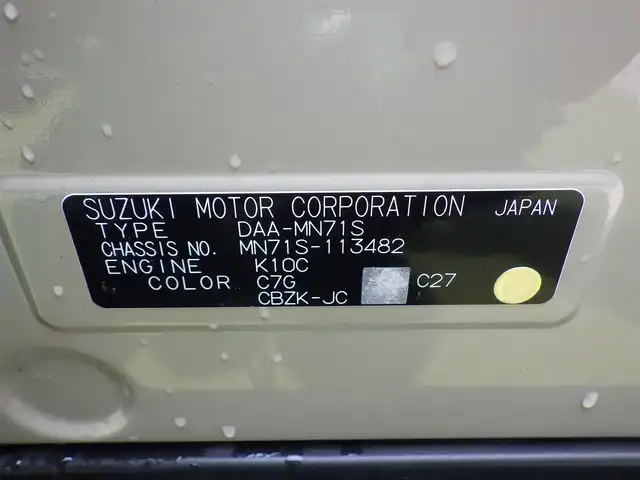 SUZUKI MOTOR CORPORATION JAPAN
TYPE DAA-MN71S
CHASSIS NO. MN71S-113482
ENGINE K10C
COLOR C7G C27
CBZK-JC